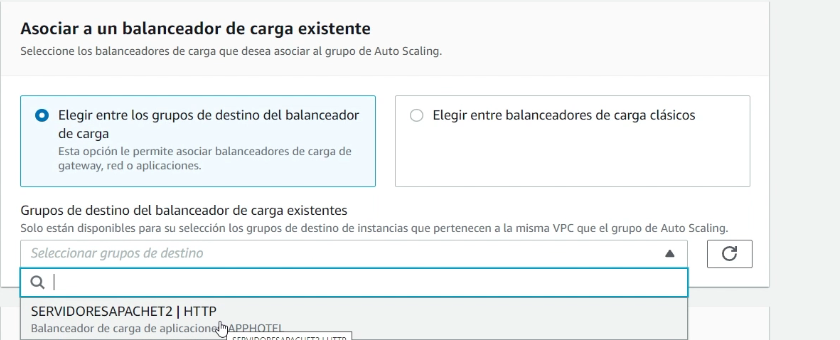 Asociar a un balanceador de carga existente
Seleccione los balanceadores de carga que desea asociar al grupo de Auto Scaling.
Elegir entre los grupos de destino del balanceador
de carga
Esta opción le permite asociar balanceadores de carga de
gateway, red o aplicaciones.
Elegir entre balanceadores de carga clásicos
Grupos de destino del balanceador de carga existentes
Solo están disponibles para su selección los grupos de destino de instancias que pertenecen a la misma VPC que el grupo de Auto Scaling.
Seleccionar grupos de destino
SERVIDORESAPACHET2 | HTTP
Balanceador de carga de aplicacione APPHOTEL
SERVIDORESAPACHET2 | HTTP